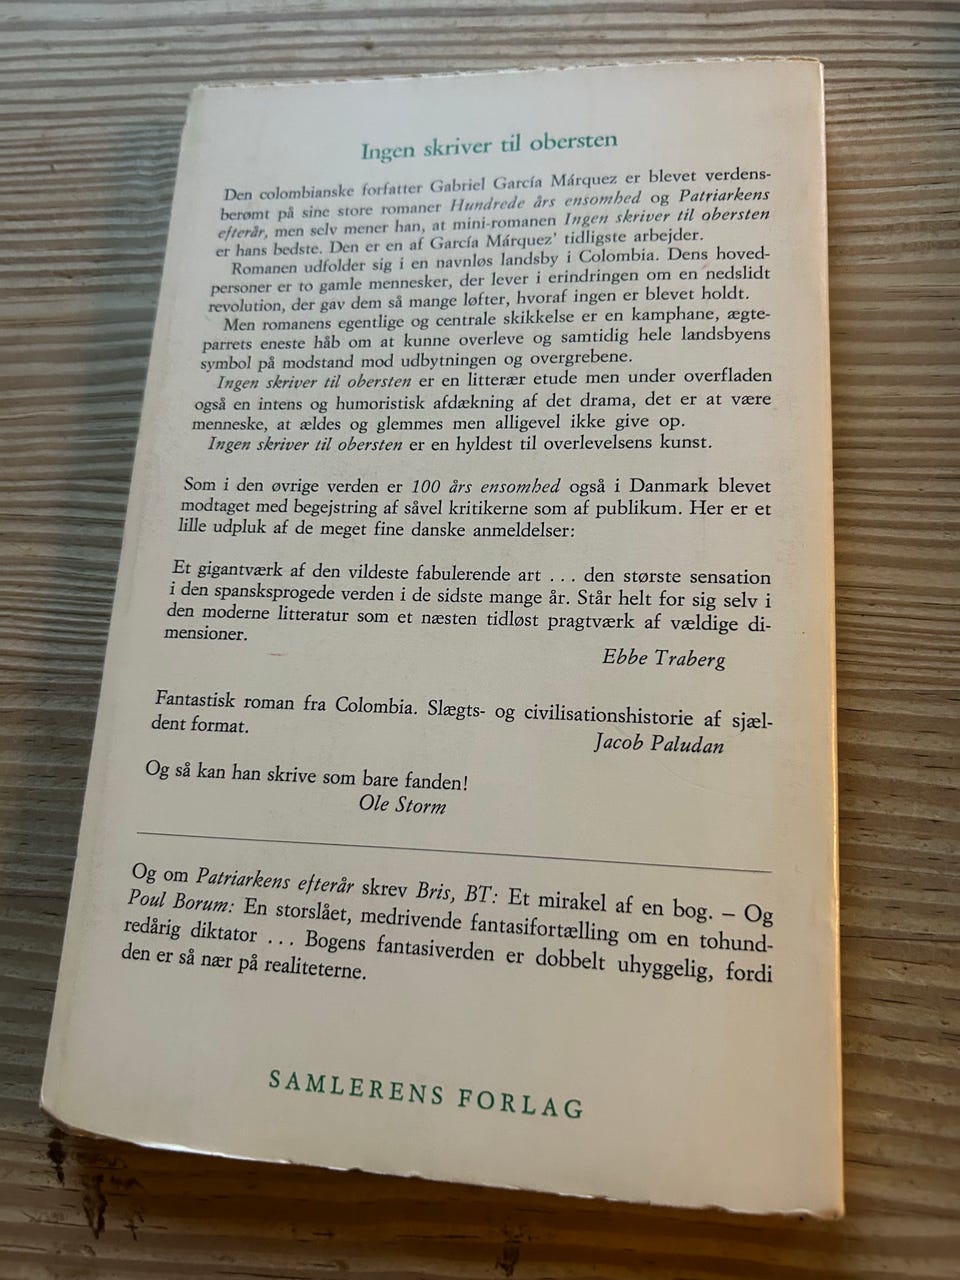 Ingen skriver til obersten
Den colombianske forfatter Gabriel García Márquez er blevet verdens-
berømt på sine store romaner Hundrede års ensomhed og Patriarkens
efterår, men selv mener han, at mini-romanen Ingen skriver til obersten
er hans bedste. Den er en af García Márquez' tidligste arbejder.
Romanen udfolder sig i en navnløs landsby i Colombia. Dens hoved-
personer er to gamle mennesker, der lever i erindringen om en nedslidt
revolution, der gav dem så mange løfter, hvoraf ingen er blevet holdt.
Men romanens egentlige og centrale skikkelse er en kamphane, ægte-
parrets eneste håb om at kunne overleve og samtidig hele landsbyens
symbol på modstand mod udbytningen og overgrebene.
Ingen skriver til obersten er en litterær etude men under overfladen
også en intens og humoristisk afdækning af det drama, det er at være
menneske, at ældes og glemmes men alligevel ikke give op.
Ingen skriver til obersten er en hyldest til overlevelsens kunst.
Som i den øvrige verden er 100 års ensomhed også i Danmark blevet
modtaget med begejstring af såvel kritikerne som af publikum. Her er et
lille udpluk af de meget fine danske anmeldelser:
Et gigantværk af den vildeste fabulerende art . . . den største sensation
i den spansksprogede verden i de sidste mange år. Står helt for sig selv i
den moderne litteratur som et næsten tidløst pragtværk af vældige di-
mensioner.
Ebbe Traberg
Fantastisk roman fra Colombia. Slægts- og civilisationshistorie af sjæl-
dent format.
Jacob Paludan
Og så kan han skrive som bare fanden!
Ole Storm
Og om Patriarkens efterår skrev Bris, BT: Et mirakel af en bog. – Og
Poul Borum: En storslået, medrivende fantasifortælling om en tohund-
redårig diktator . . . Bogens fantasiverden er dobbelt uhyggelig, fordi
den er så nær på realiteterne.
SAMLERENS FORLAG